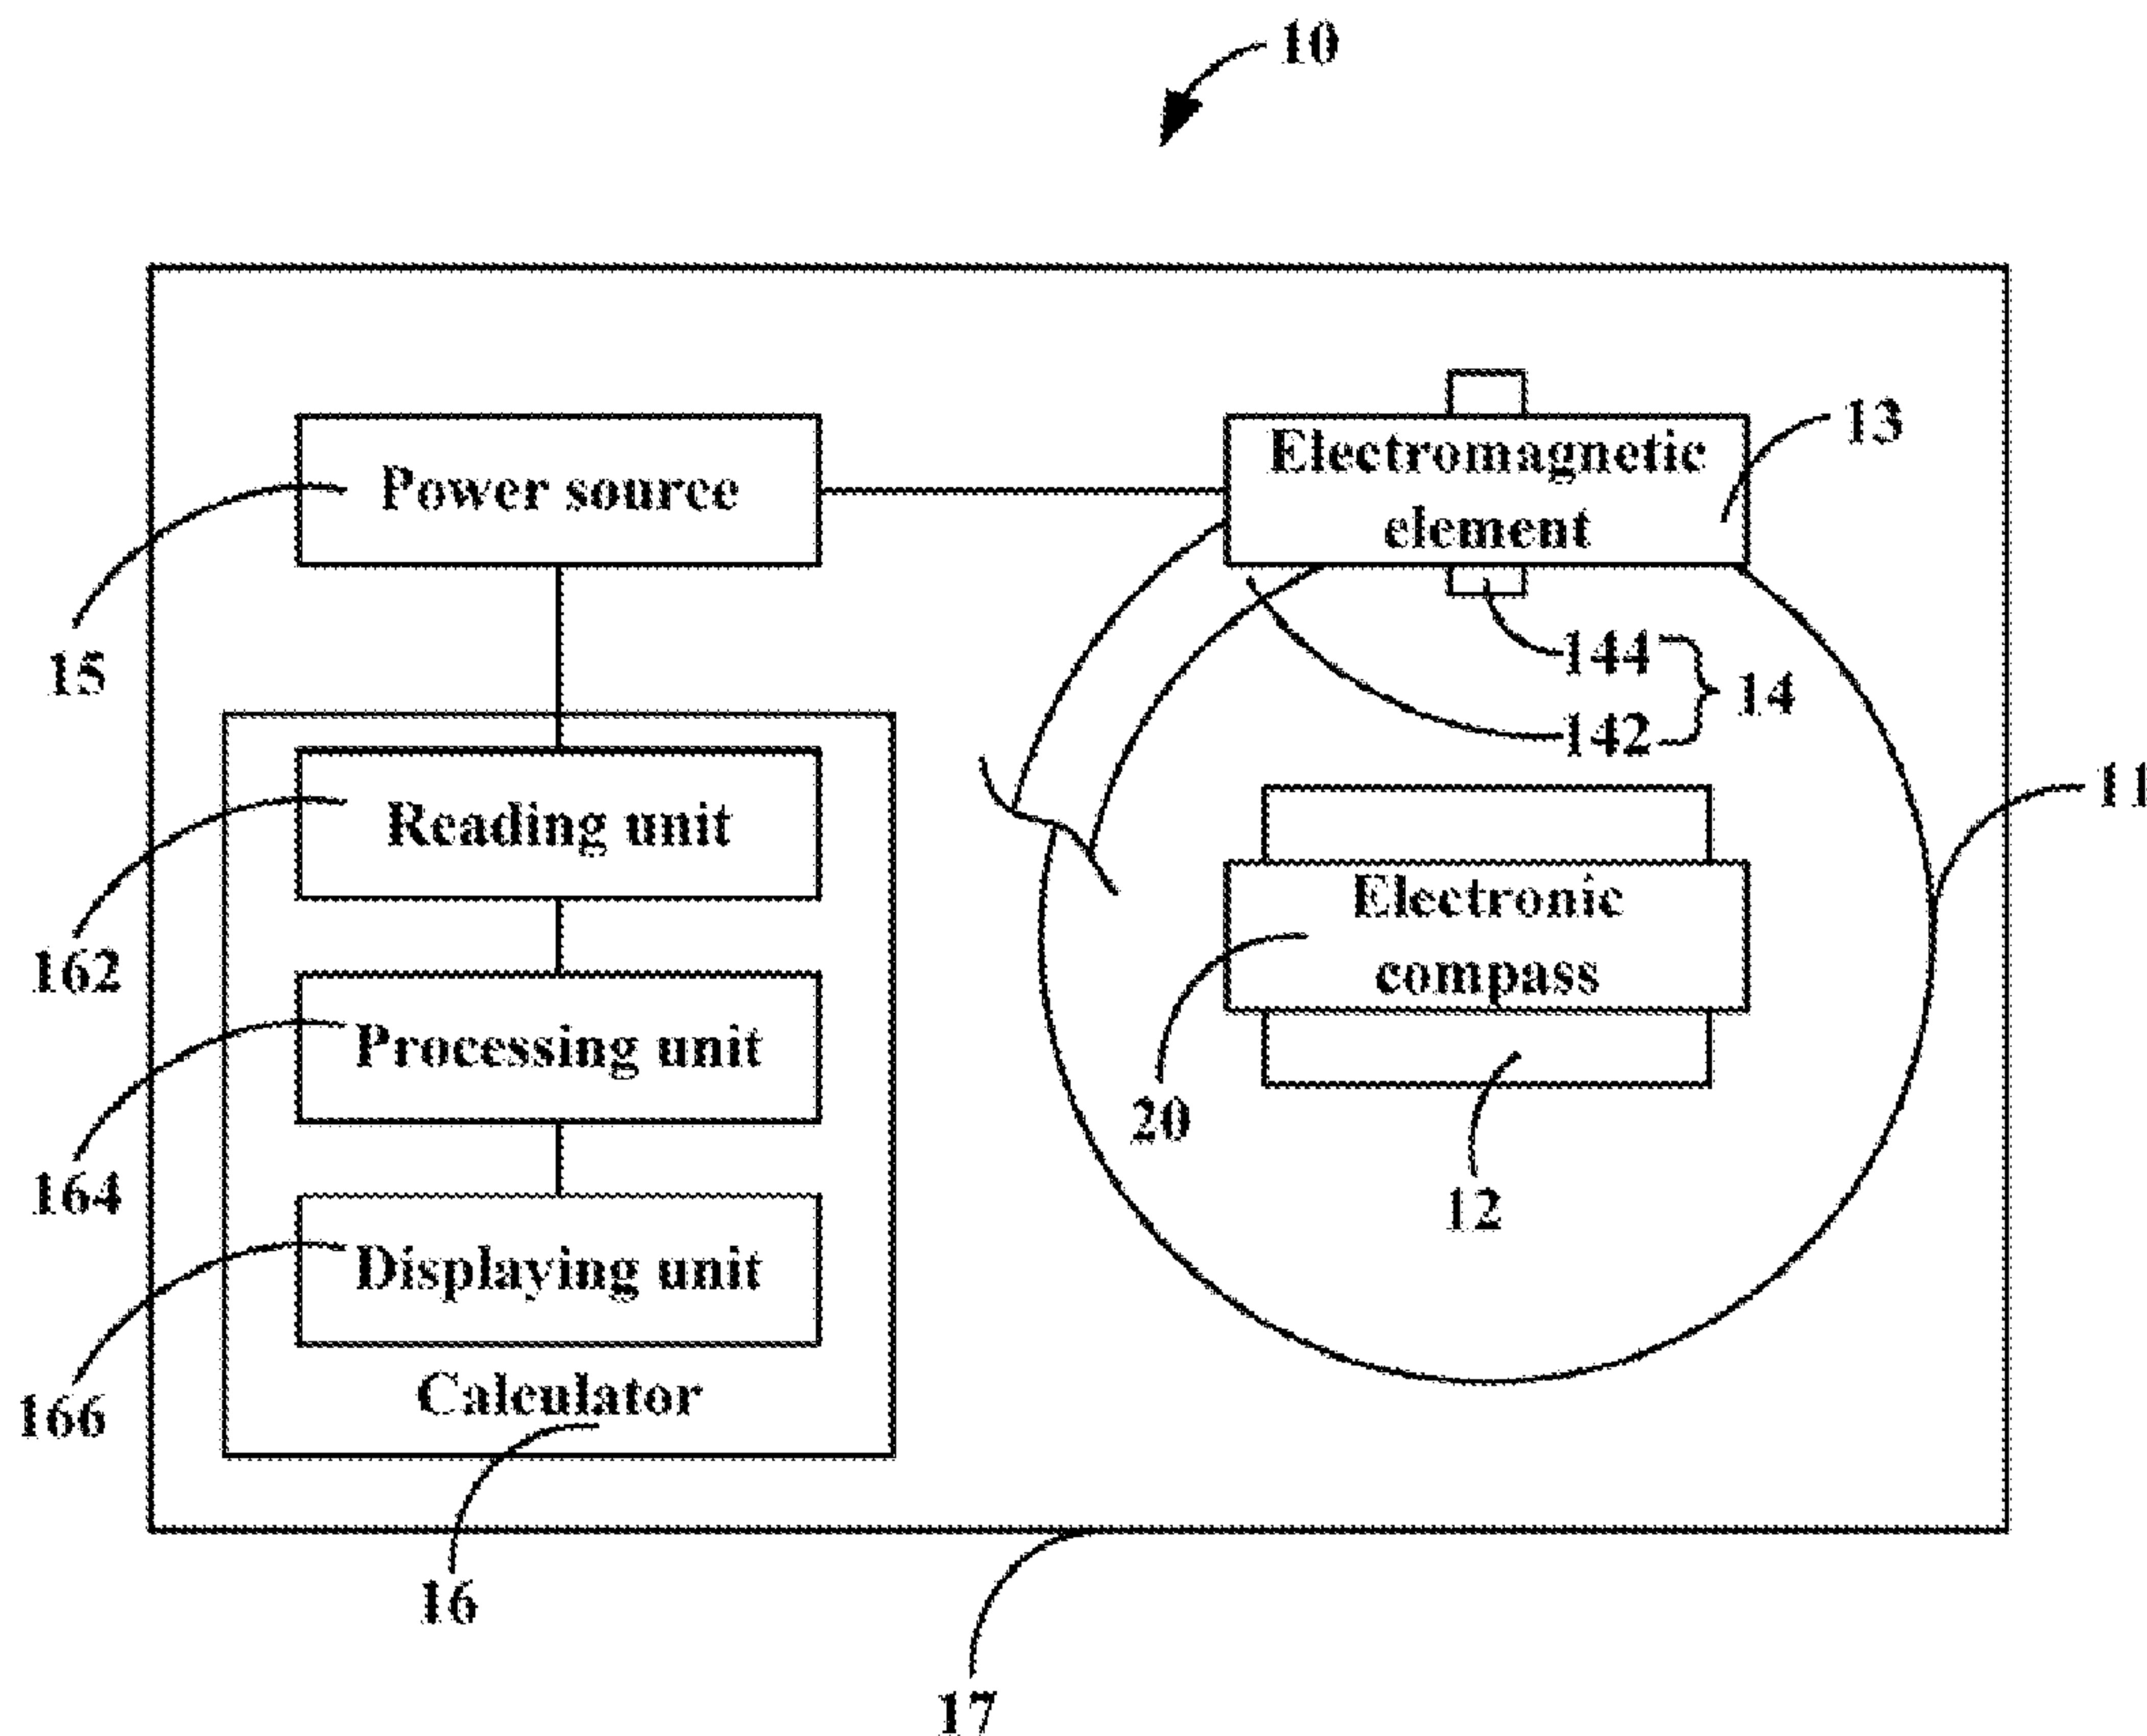 10
Power source
Electromagnetic
element
13
15
144
142
14
11
Reading unit
162
Electronic
compass
20
12
Processing unit
164
Displaying unit
166
Calculator
16
17